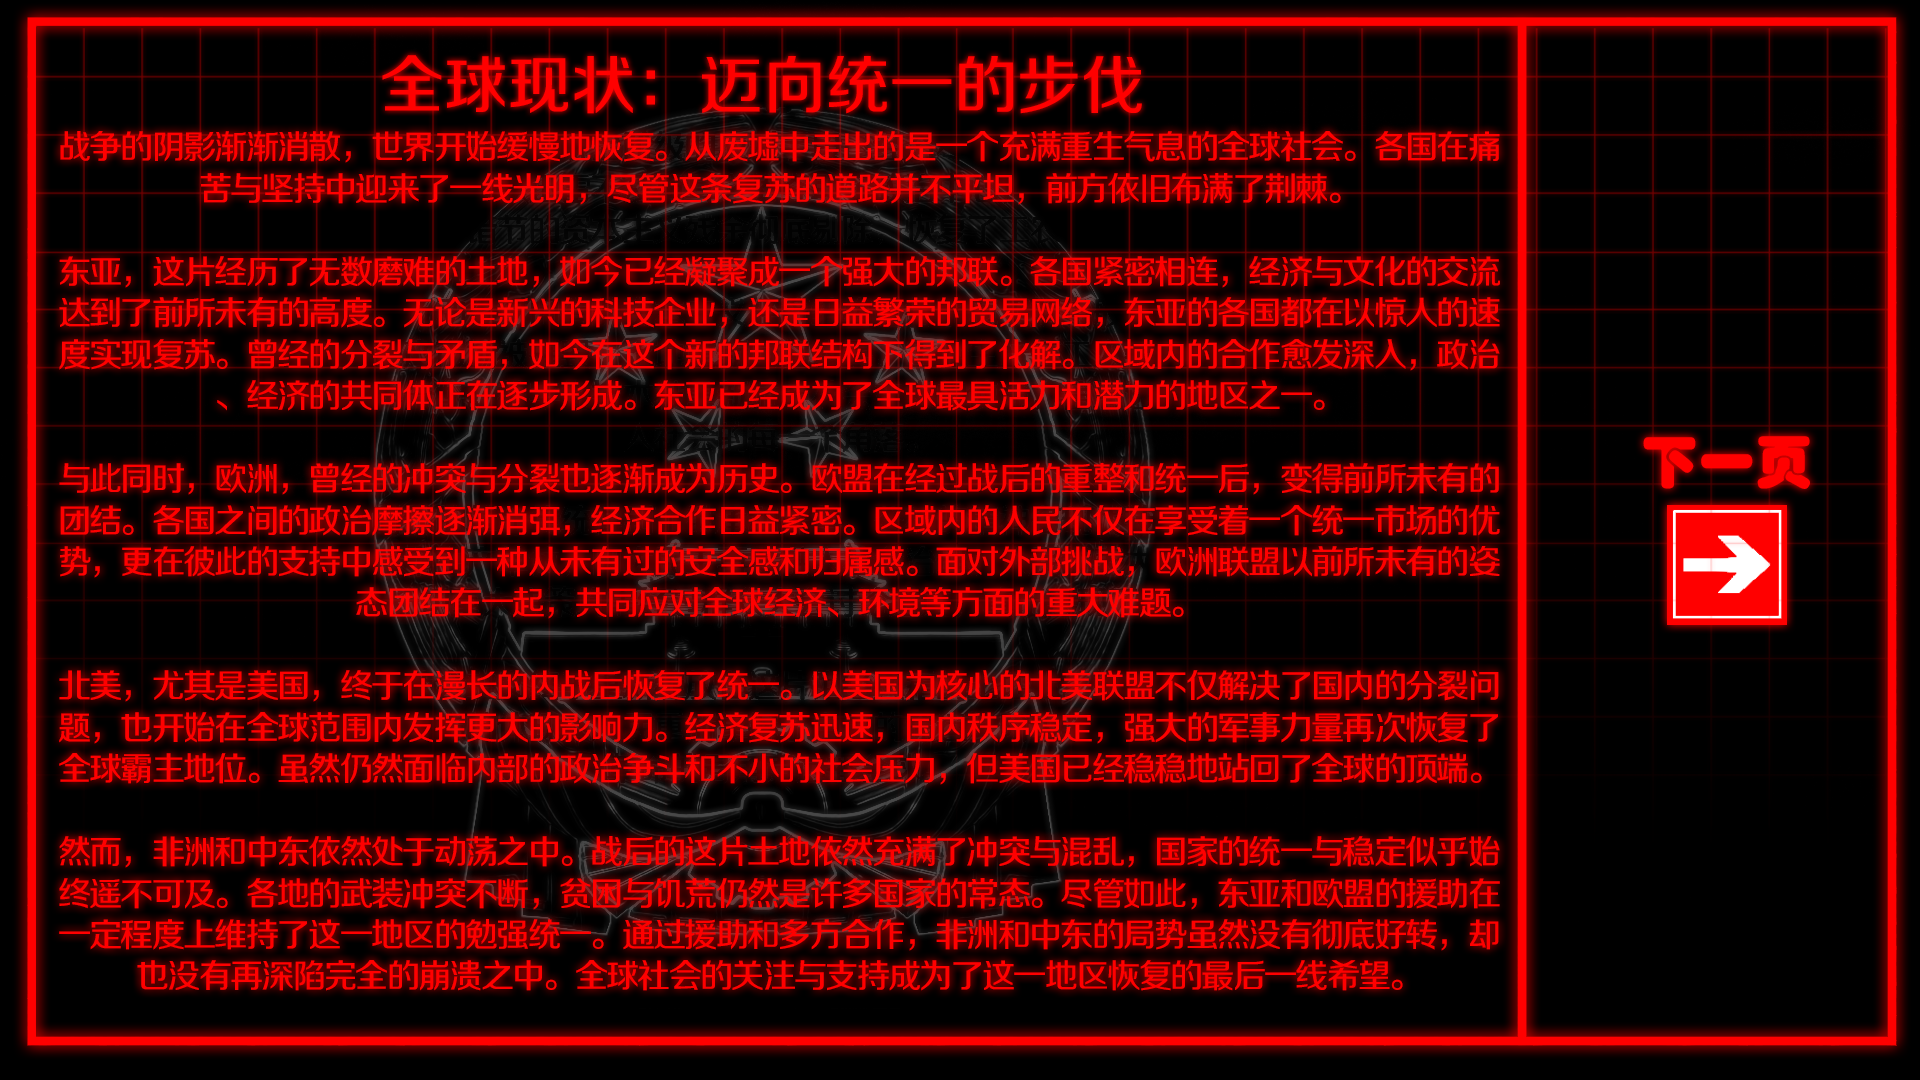 全球现状：迈向统一的步伐
战争的阴影渐渐消散，世界开始缓慢地恢复。从废墟中走出的是一个充满重生气息的全球社会。各国在痛
苦与坚持中迎来了一线光明，尽管这条复苏的道路并不平坦，前方依旧布满了荆棘。
东亚，这片经历了无数磨难的土地，如今已经凝聚成一个强大的邦联。各国紧密相连，经济与文化的交流
达到了前所未有的高度。无论是新兴的科技企业，还是日益繁荣的贸易网络，东亚的各国都在以惊人的速
度实现复苏。曾经的分裂与矛盾，如今在这个新的邦联结构下得到了化解。区域内的合作愈发深入，政治
、经济的共同体正在逐步形成。东亚已经成为了全球最具活力和潜力的地区之一。
与此同时，欧洲，曾经的冲突与分裂也逐渐成为历史。欧盟在经过战后的重整和统一后，变得前所未有的
团结。各国之间的政治摩擦逐渐消弭，经济合作日益紧密。区域内的人民不仅在享受着一个统一市场的优
势，更在彼此的支持中感受到一种从未有过的安全感和归属感。面对外部挑战，欧洲联盟以前所未有的姿
态团结在一起，共同应对全球经济、环境等方面的重大难题。
北美，尤其是美国，终于在漫长的内战后恢复了统一。以美国为核心的北美联盟不仅解决了国内的分裂问
题，也开始在全球范围内发挥更大的影响力。经济复苏迅速，国内秩序稳定，强大的军事力量再次恢复了
全球霸主地位。虽然仍然面临内部的政治争斗和不小的社会压力，但美国已经稳稳地站回了全球的顶端。
然而，非洲和中东依然处于动荡之中。战后的这片土地依然充满了冲突与混乱，国家的统一与稳定似乎始
终遥不可及。各地的武装冲突不断，贫困与饥荒仍然是许多国家的常态。尽管如此，东亚和欧盟的援助在
一定程度上维持了这一地区的勉强统一。通过援助和多方合作，非洲和中东的局势虽然没有彻底好转，却
也没有再深陷完全的崩溃之中。全球社会的关注与支持成为了这一地区恢复的最后一线希望。
下一页